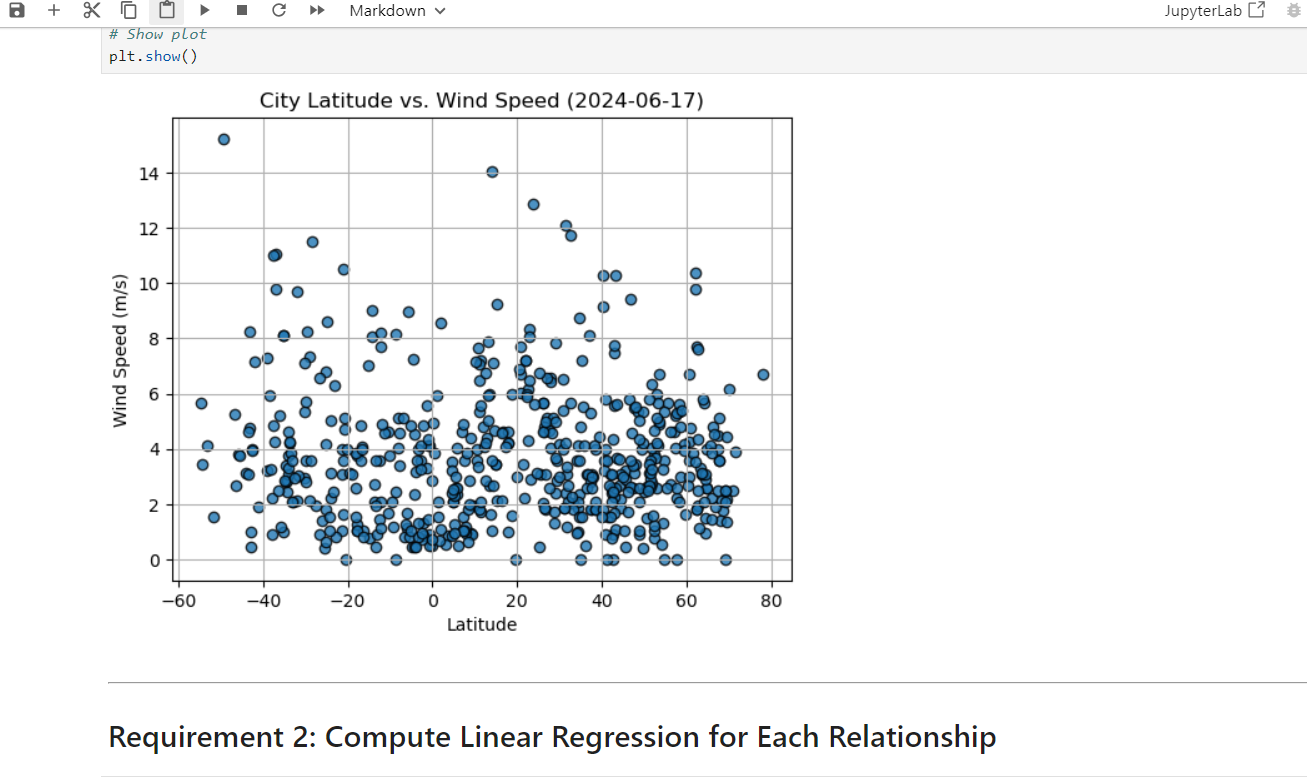 Markdown
JupyterLab
# Show plot
plt.show()
City Latitude vs. Wind Speed (2024-06-17)
Wind Speed (m/s)
14
12
10
8
6
4
2
0
−60 −40 −20 0 20 40 60 80
Latitude
Requirement 2: Compute Linear Regression for Each Relationship